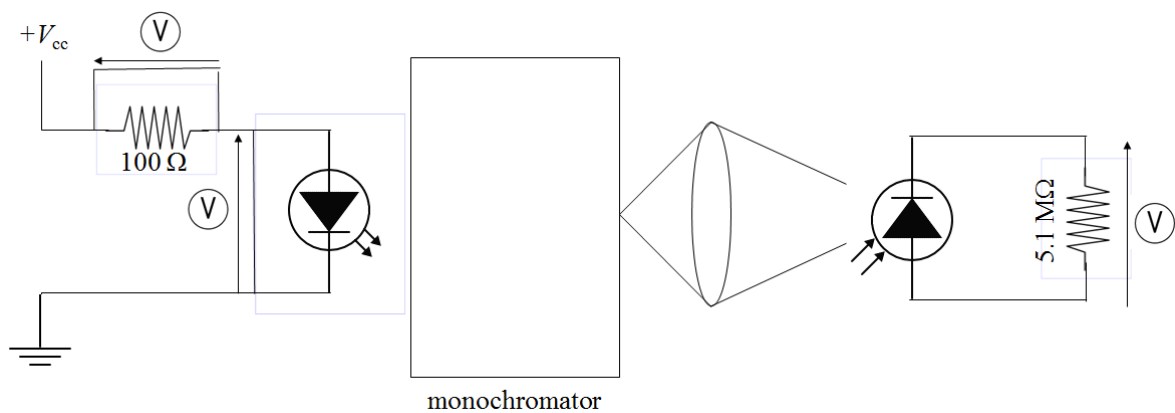 +Vcc
V
100 Ω
V
monochromator
5.1 MΩ
V